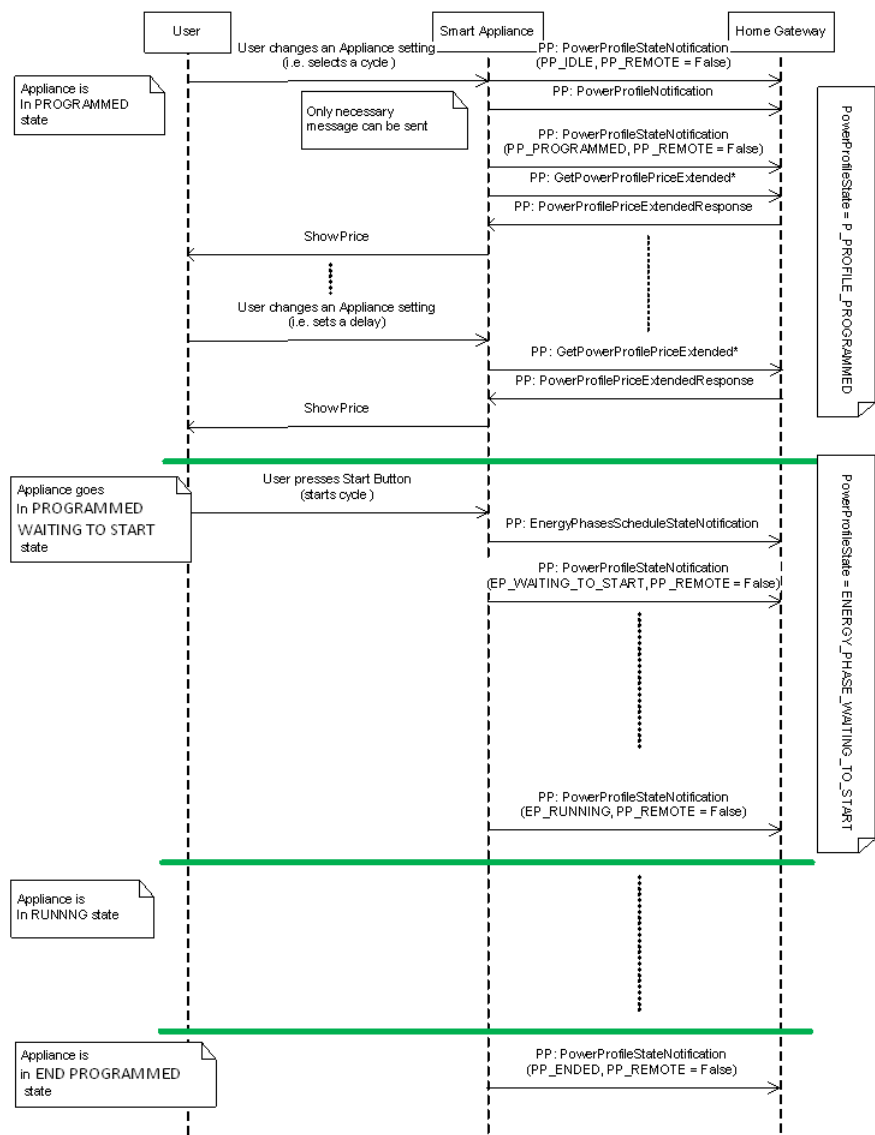 User
Smart Appliance
Home Gateway
User changes an Appliance setting
(i.e. selects a cycle )
PP: PowerProfileStateNotification
(PP_IDLE, PP_REMOTE = False)
Appliance is
In PROGRAMMED
state
Only necessary
message can be sent
PP: PowerProfileNotification
PP: PowerProfileStateNotification
(PP_PROGRAMMED, PP_REMOTE = False)
PP: GetPowerProfilePriceExtended*
PP: PowerProfilePriceExtendedResponse
ShowPrice
PowerProfileState = P_PROFILE_PROGRAMMED
User changes an Appliance setting
(i.e. sets a delay)
PP: GetPowerProfilePriceExtended*
PP: PowerProfilePriceExtendedResponse
ShowPrice
User presses Start Button
(starts cycle )
Appliance goes
In PROGRAMMED
WAITING TO START
state
PP: EnergyPhasesScheduleStateNotification
PP: PowerProfileStateNotification
(EP_WAITING_TO_START, PP_REMOTE = False)
PowerProfileState = ENERGY_PHASE_WAITING_TO_START
PP: PowerProfileStateNotification
(EP_RUNNING, PP_REMOTE = False)
Appliance is
In RUNNNG state
Appliance is
in END PROGRAMMED
state
PP: PowerProfileStateNotification
(PP_ENDED, PP_REMOTE = False)